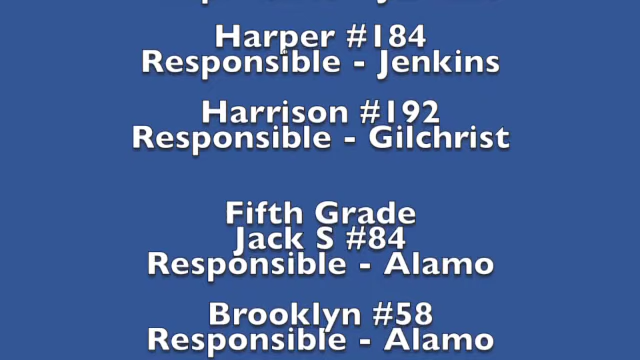 Harper #184
Responsible - Jenkins
Harrison #192
Responsible - Gilchrist
Fifth Grade
Jack S #84
Responsible - Alamo
Brooklyn #58
Responsible - Alamo